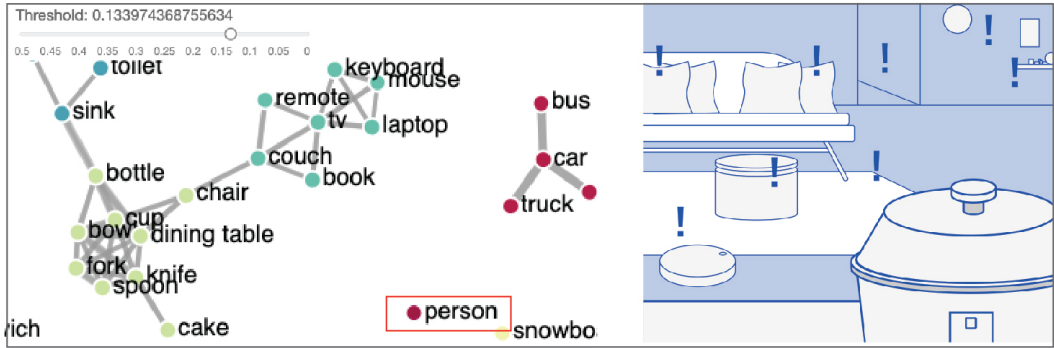 Threshold: 0.133974368755634
0.5 0.45 0.4 0.35 0.3 0.25 0.2 0.15 0.1 0.05 0
toilet
keyboard
mouse
remote
sink
tv
laptop
bus
couch
car
bottle
book
chair
truck
cup
bowl
dining table
fork
knife
spoon
person
cake
snowbo
ich
! ! ! ! ! ! ! !